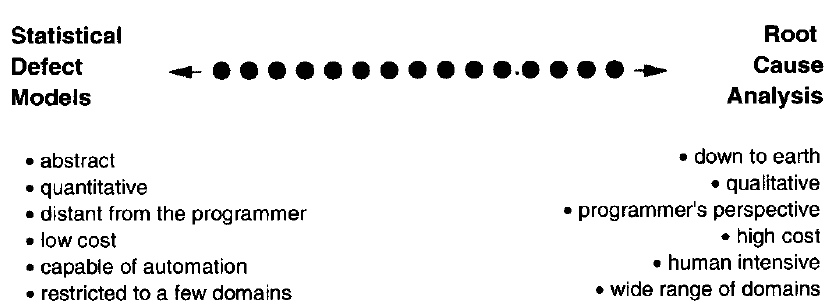 Statistical
Defect
Models
Root
Cause
Analysis
• abstract
• quantitative
• distant from the programmer
• low cost
• capable of automation
• restricted to a few domains
• down to earth
• qualitative
• programmer's perspective
• high cost
• human intensive
• wide range of domains